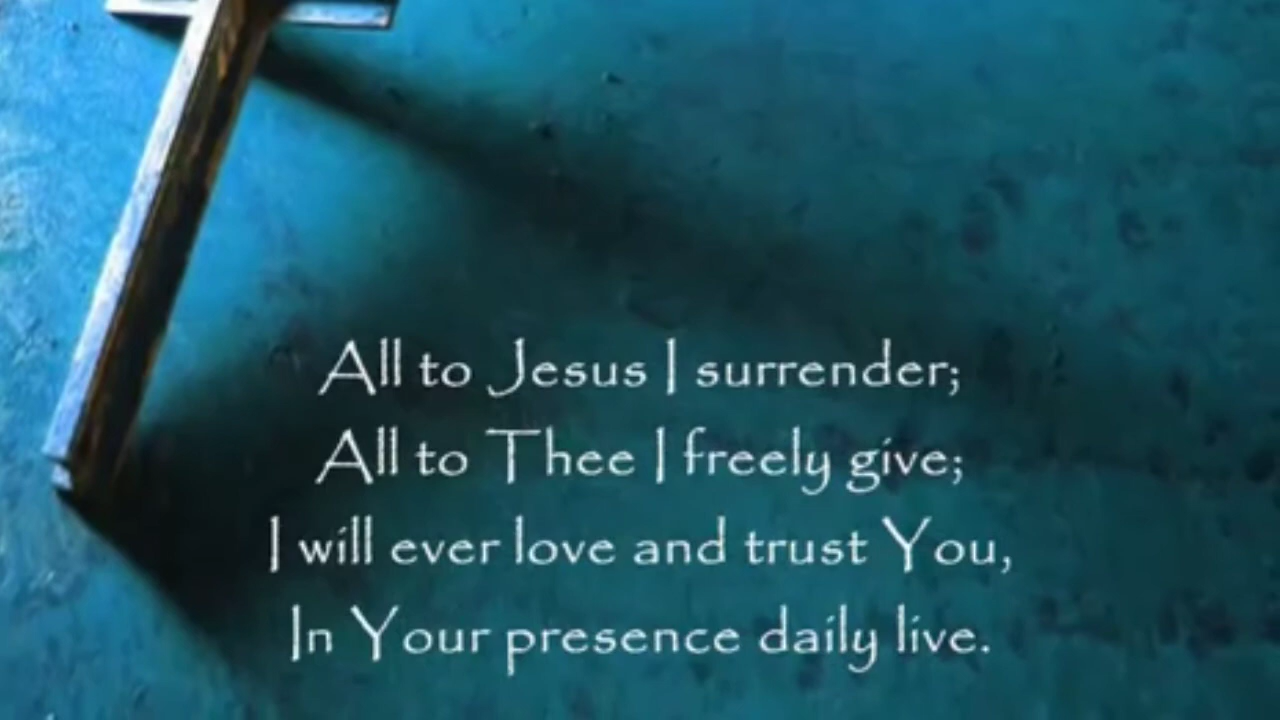 All to Jesus I surrender;
All to Thee I freely give;
I will ever love and trust You,
In Your presence daily live.